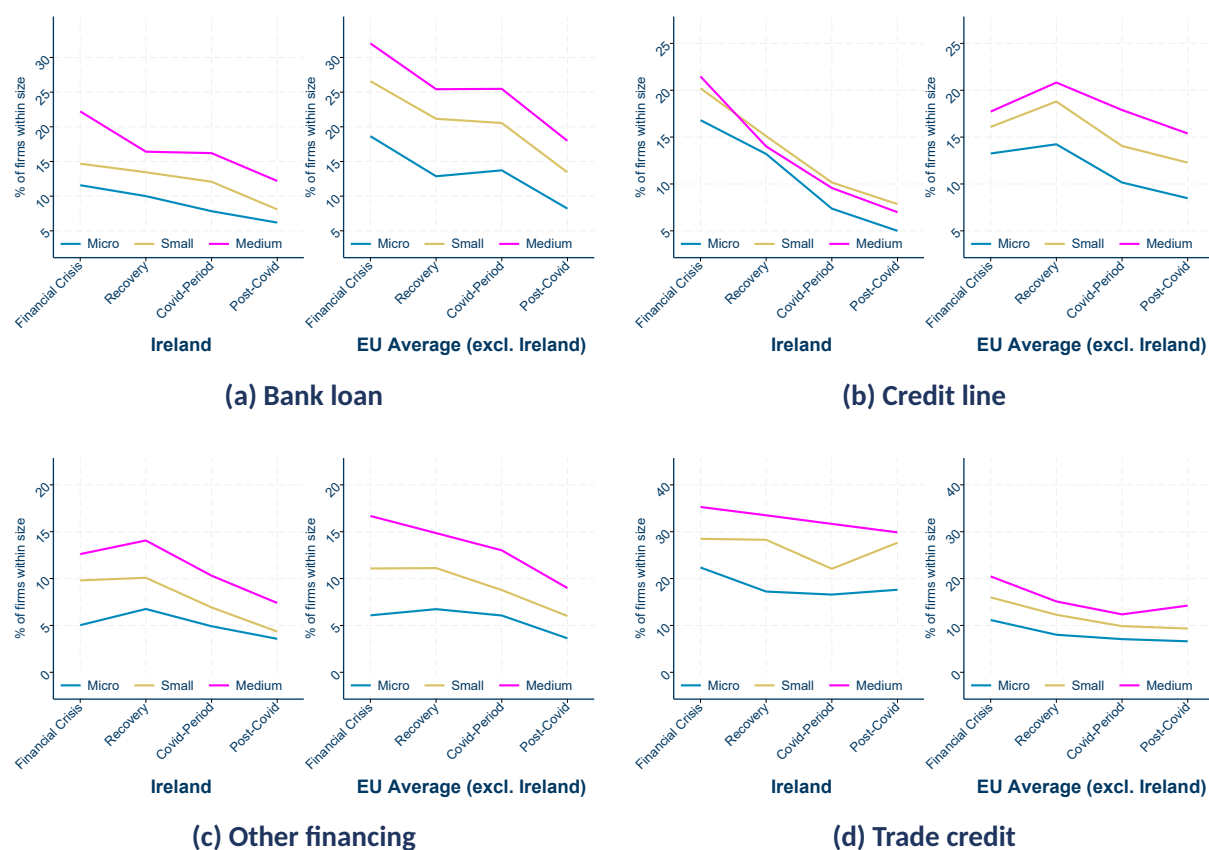 % of firms within size
30
25
20
15
10
5
Micro Small Medium
Financial Crisis
Recovery
Covid-Period
Post-Covid
Ireland
% of firms within size
30
25
20
15
10
5
Micro Small Medium
Financial Crisis
Recovery
Covid-Period
Post-Covid
EU Average (excl. Ireland)
(a) Bank loan
% of firms within size
25
20
15
10
5
Micro Small Medium
Financial Crisis
Recovery
Covid-Period
Post-Covid
Ireland
% of firms within size
25
20
15
10
5
Micro Small Medium
Financial Crisis
Recovery
Covid-Period
Post-Covid
EU Average (excl. Ireland)
(b) Credit line
% of firms within size
20
15
10
5
0
Micro Small Medium
Financial Crisis
Recovery
Covid-Period
Post-Covid
Ireland
% of firms within size
20
15
10
5
0
Micro Small Medium
Financial Crisis
Recovery
Covid-Period
Post-Covid
EU Average (excl. Ireland)
(c) Other financing
% of firms within size
40
30
20
10
0
Micro Small Medium
Financial Crisis
Recovery
Covid-Period
Post-Covid
Ireland
% of firms within size
40
30
20
10
0
Micro Small Medium
Financial Crisis
Recovery
Covid-Period
Post-Covid
EU Average (excl. Ireland)
(d) Trade credit